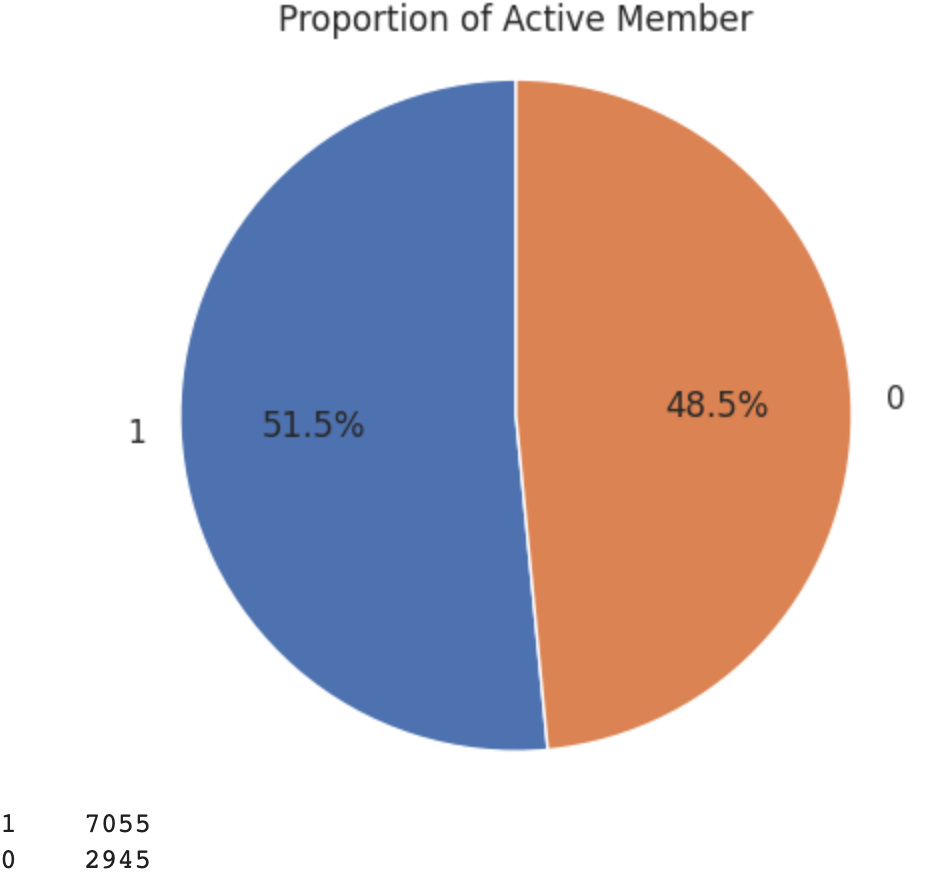 Proportion of Active Member
1 51.5% 48.5% 0
1 7055
0 2945